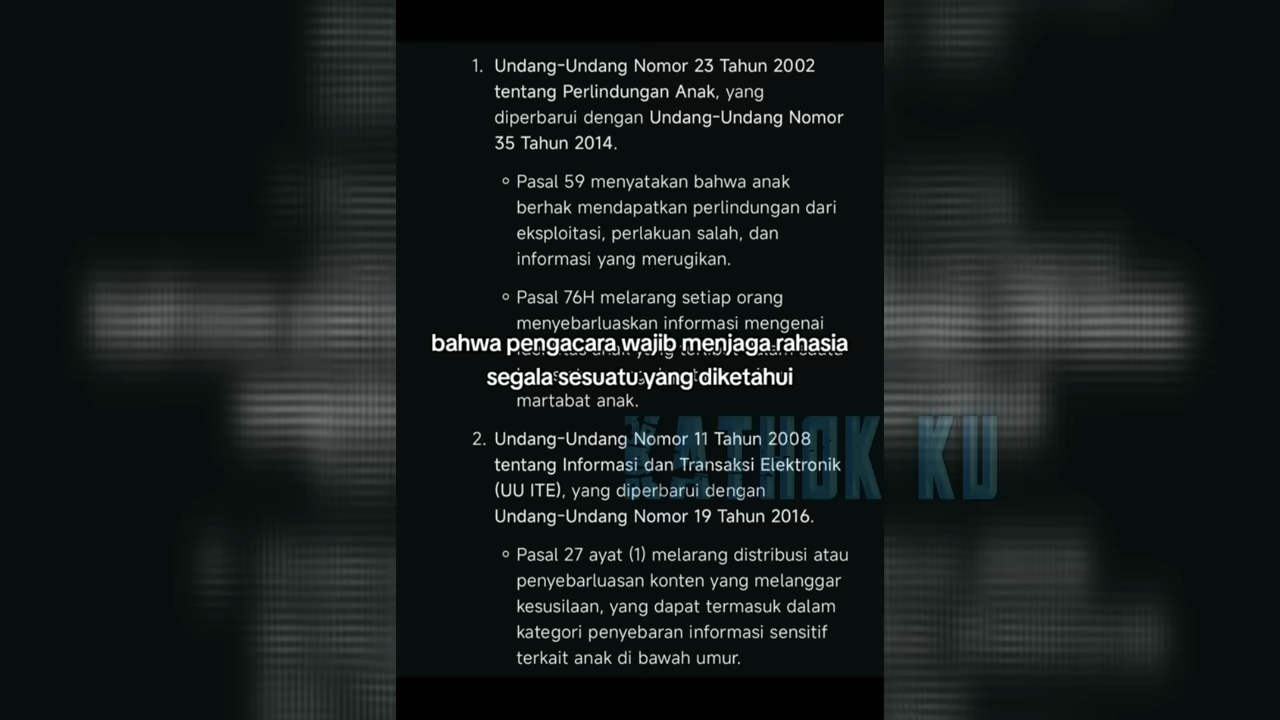 1. Undang-Undang Nomor 23 Tahun 2002
tentang Perlindungan Anak, yang
diperbarui dengan Undang-Undang Nomor
35 Tahun 2014.
Pasal 59 menyatakan bahwa anak
berhak mendapatkan perlindungan dari
eksploitasi, perlakuan salah, dan
informasi yang merugikan.
Pasal 76H melarang setiap orang
menyebarluaskan informasi mengenai
bahwa pengacara wajib menjaga rahasia
segala sesuatu yang diketahui
martabat anak.
2. Undang-Undang Nomor 11 Tahun 2008
tentang Informasi dan Transaksi Elektronik
(UU ITE), yang diperbarui dengan
Undang-Undang Nomor 19 Tahun 2016.
KATHOK KU
Pasal 27 ayat (1) melarang distribusi atau
penyebarluasan konten yang melanggar
kesusilaan, yang dapat termasuk dalam
kategori penyebaran informasi sensitif
terkait anak di bawah umur.